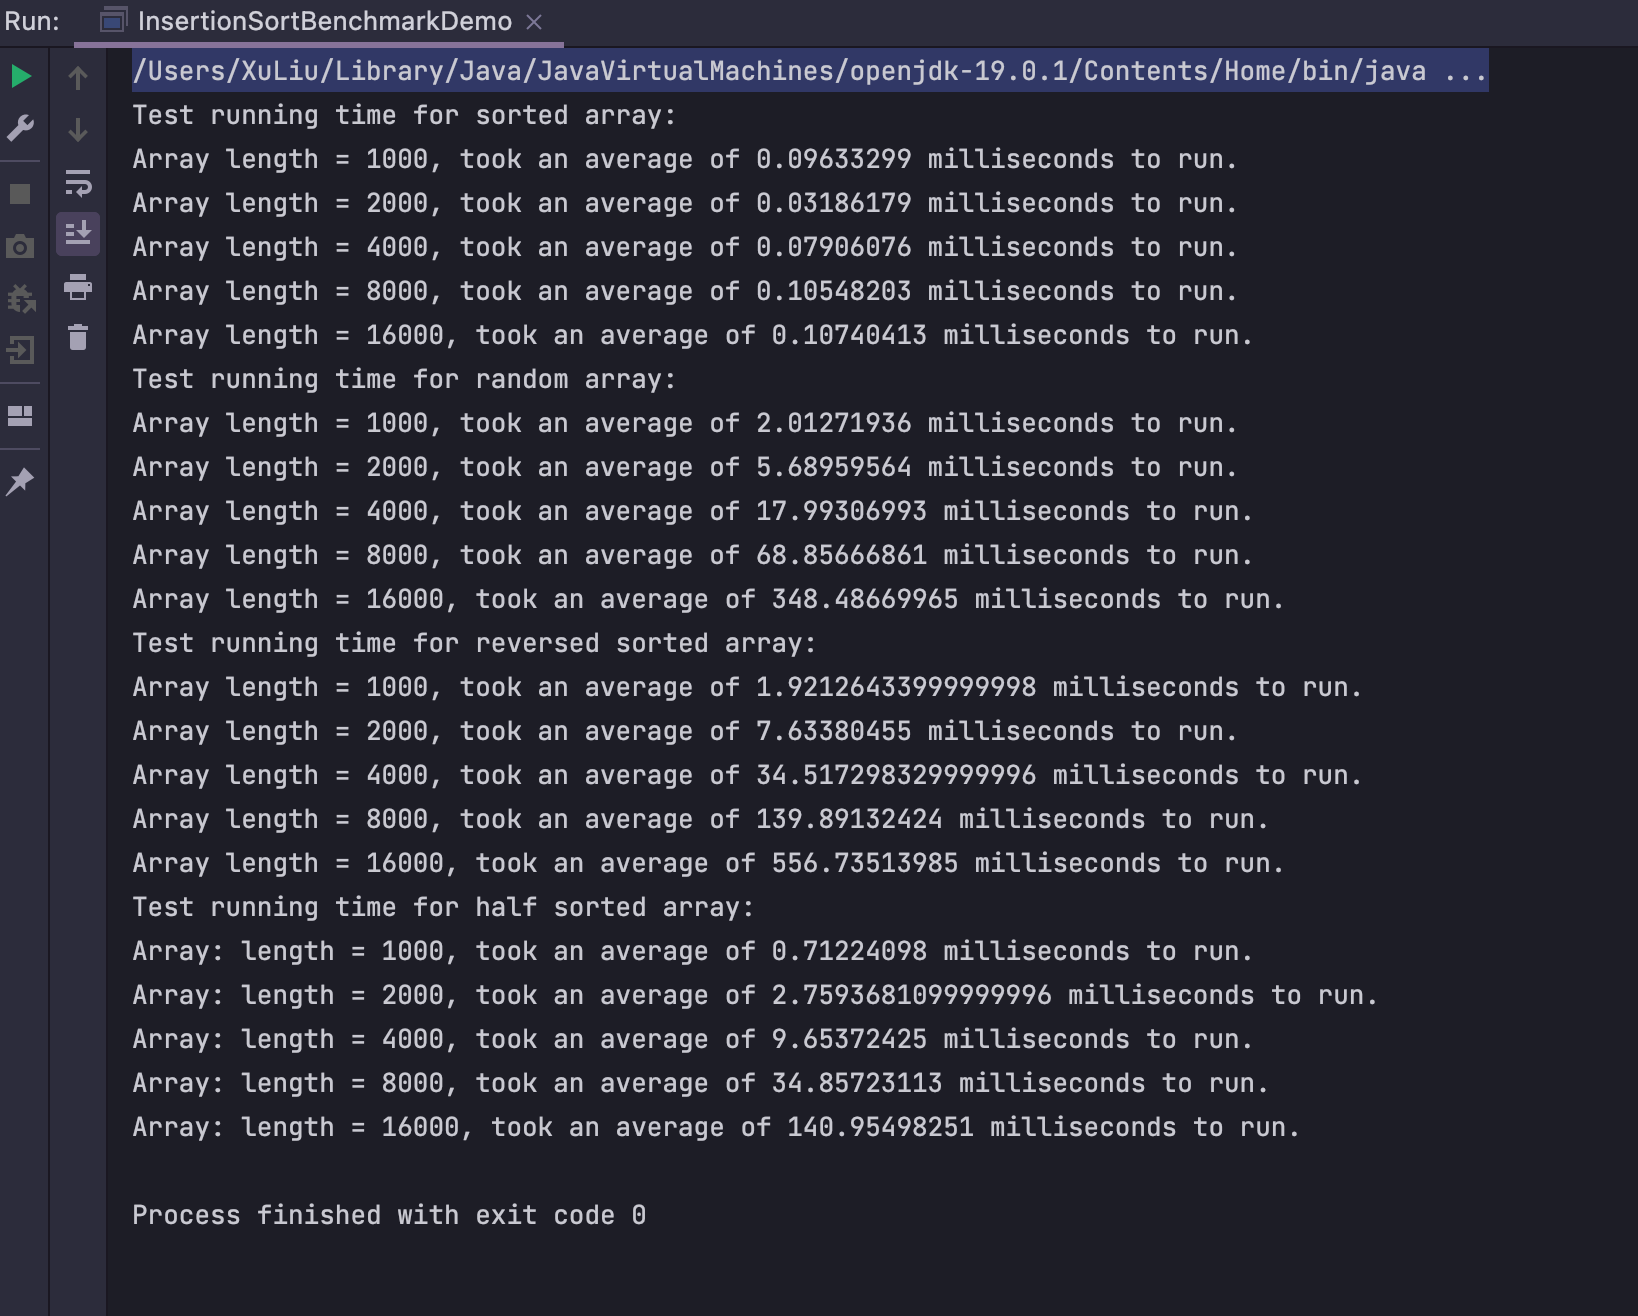 Run: InsertionSortBenchmarkDemo
/Users/XuLiu/Library/Java/JavaVirtualMachines/openjdk-19.0.1/Contents/Home/bin/java ...
Test running time for sorted array:
Array length = 1000, took an average of 0.09633299 milliseconds to run.
Array length = 2000, took an average of 0.03186179 milliseconds to run.
Array length = 4000, took an average of 0.07906076 milliseconds to run.
Array length = 8000, took an average of 0.10548203 milliseconds to run.
Array length = 16000, took an average of 0.10740413 milliseconds to run.
Test running time for random array:
Array length = 1000, took an average of 2.01271936 milliseconds to run.
Array length = 2000, took an average of 5.68959564 milliseconds to run.
Array length = 4000, took an average of 17.99306993 milliseconds to run.
Array length = 8000, took an average of 68.85666861 milliseconds to run.
Array length = 16000, took an average of 348.48669965 milliseconds to run.
Test running time for reversed sorted array:
Array length = 1000, took an average of 1.9212643399999998 milliseconds to run.
Array length = 2000, took an average of 7.63380455 milliseconds to run.
Array length = 4000, took an average of 34.517298329999996 milliseconds to run.
Array length = 8000, took an average of 139.89132424 milliseconds to run.
Array length = 16000, took an average of 556.73513985 milliseconds to run.
Test running time for half sorted array:
Array: length = 1000, took an average of 0.71224098 milliseconds to run.
Array: length = 2000, took an average of 2.7593681099999996 milliseconds to run.
Array: length = 4000, took an average of 9.65372425 milliseconds to run.
Array: length = 8000, took an average of 34.85723113 milliseconds to run.
Array: length = 16000, took an average of 140.95498251 milliseconds to run.
Process finished with exit code 0